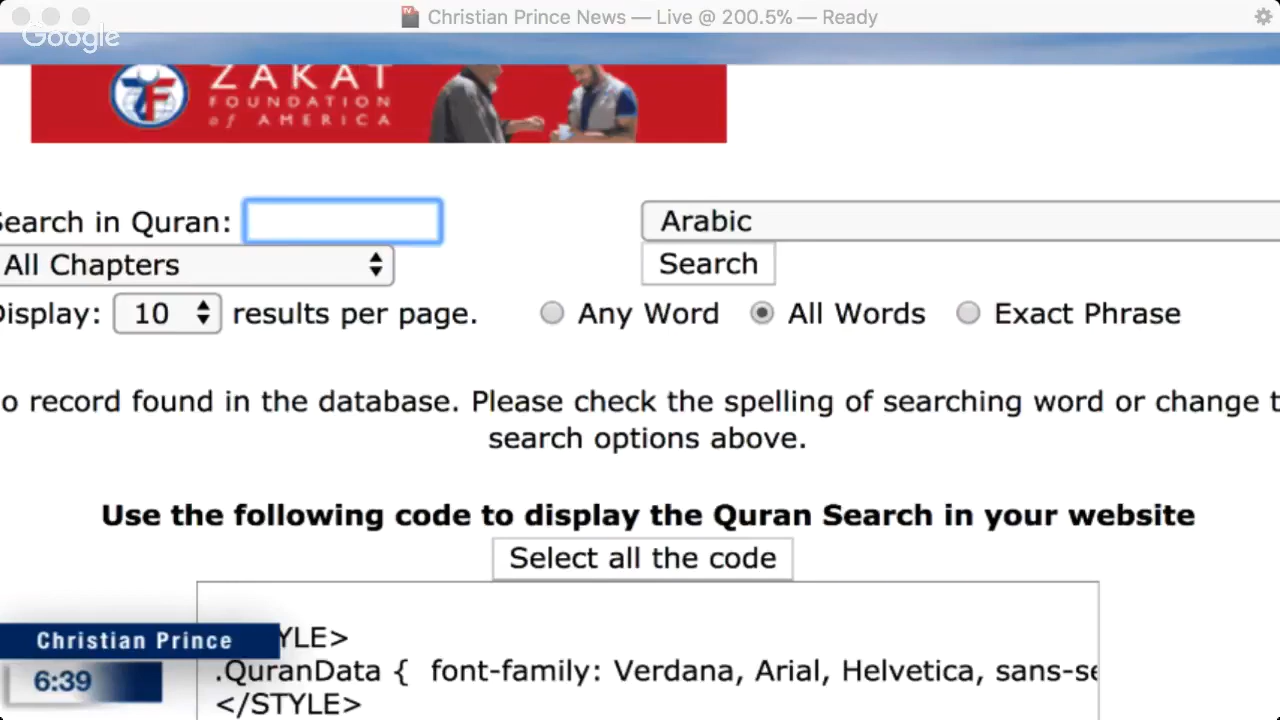 Christian Prince News — Live @ 200.5% — Ready
Google
ZAKAT
FOUNDATION
of AMERICA
Search in Quran:
Arabic
All Chapters
Search
Display: 10 results per page. Any Word All Words Exact Phrase
o record found in the database. Please check the spelling of searching word or change t
search options above.
Use the following code to display the Quran Search in your website
Select all the code
YLE>
.QuranData { font-family: Verdana, Arial, Helvetica, sans-se
</STYLE>
Christian Prince
6:39